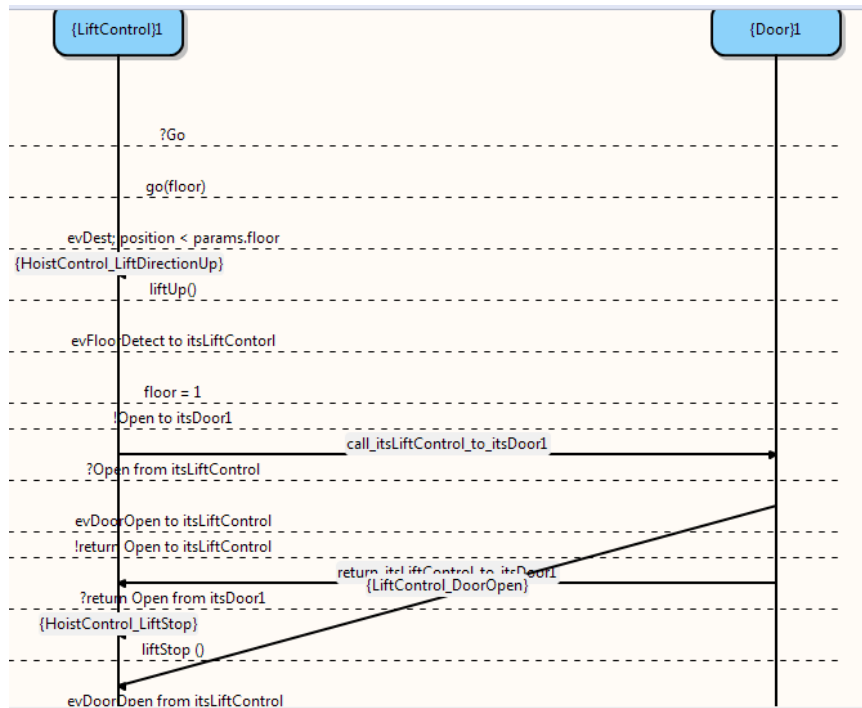 {LiftControl}1
{Door}1
?Go
go(floor)
evDest; position < params.floor
{HoistControl_LiftDirectionUp}
liftUp()
evFloorDetect to itsLiftContorl
floor = 1
!Open to itsDoor1
call_itsLiftControl_to_itsDoor1
?Open from itsLiftControl
evDoorOpen to itsLiftControl
!return Open to itsLiftControl
return_itsLiftControl_to_itsDoor1
{LiftControl_DoorOpen}
?return Open from itsDoor1
{HoistControl_LiftStop}
liftStop ()
evDoorOpen from itsLiftControl